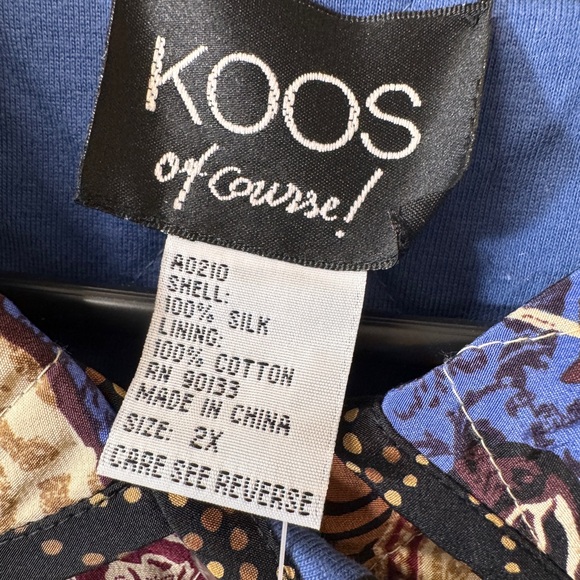 KOOS
of course!
A0210
SHELL:
100% SILK
LINING:
100% COTTON
RN 90133
MADE IN CHINA
SIZE: 2X
CARE SEE REVERSE